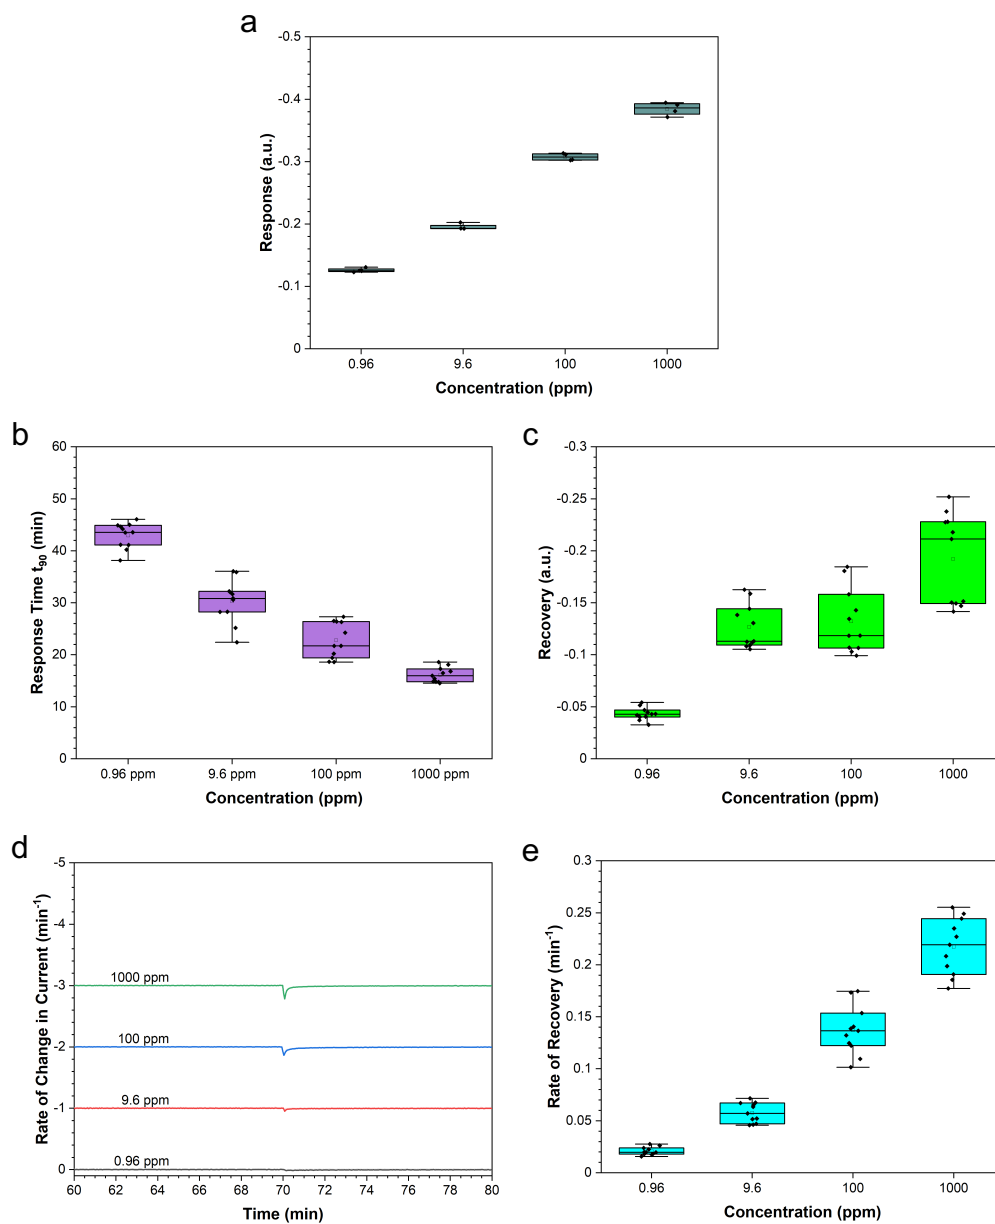 a
-0.5
-0.4
-0.3
-0.2
-0.1
0
Response (a.u.)
0.96
9.6
100
1000
Concentration (ppm)
b
60
50
40
30
20
10
0
Response Time t90 (min)
0.96 ppm
9.6 ppm
100 ppm
1000 ppm
Concentration (ppm)
c
-0.3
-0.25
-0.2
-0.15
-0.1
-0.05
0
Recovery (a.u.)
0.96
9.6
100
1000
Concentration (ppm)
d
-5
-4
-3
-2
-1
0
Rate of Change in Current (min-1)
1000 ppm
100 ppm
9.6 ppm
0.96 ppm
60
62
64
66
68
70
72
74
76
78
80
Time (min)
e
0.3
0.25
0.2
0.15
0.1
0.05
0
Rate of Recovery (min-1)
0.96
9.6
100
1000
Concentration (ppm)